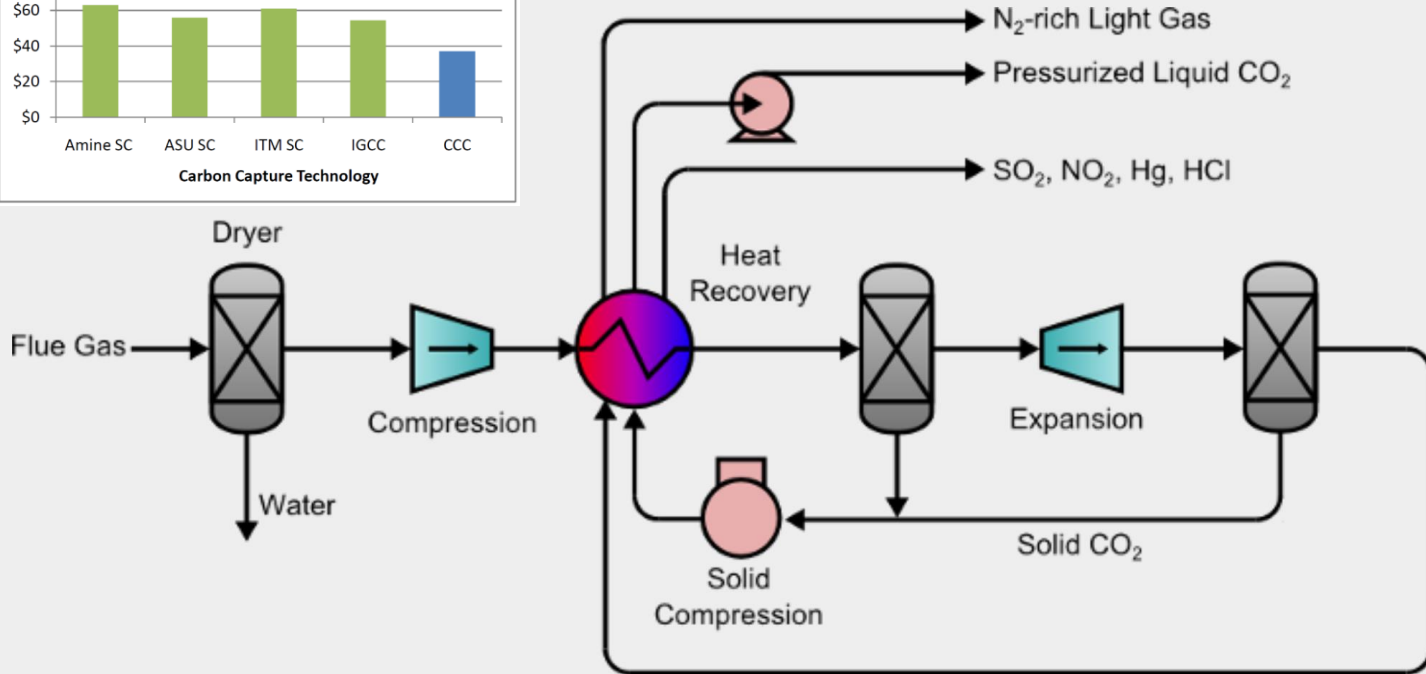 $60
$40
$20
$0
Amine SC
ASU SC
ITM SC
IGCC
CCC
Carbon Capture Technology
N₂-rich Light Gas
Pressurized Liquid CO₂
SO₂, NO₂, Hg, HCl
Dryer
Heat
Recovery
Flue Gas
Compression
Expansion
Water
Solid CO₂
Solid
Compression